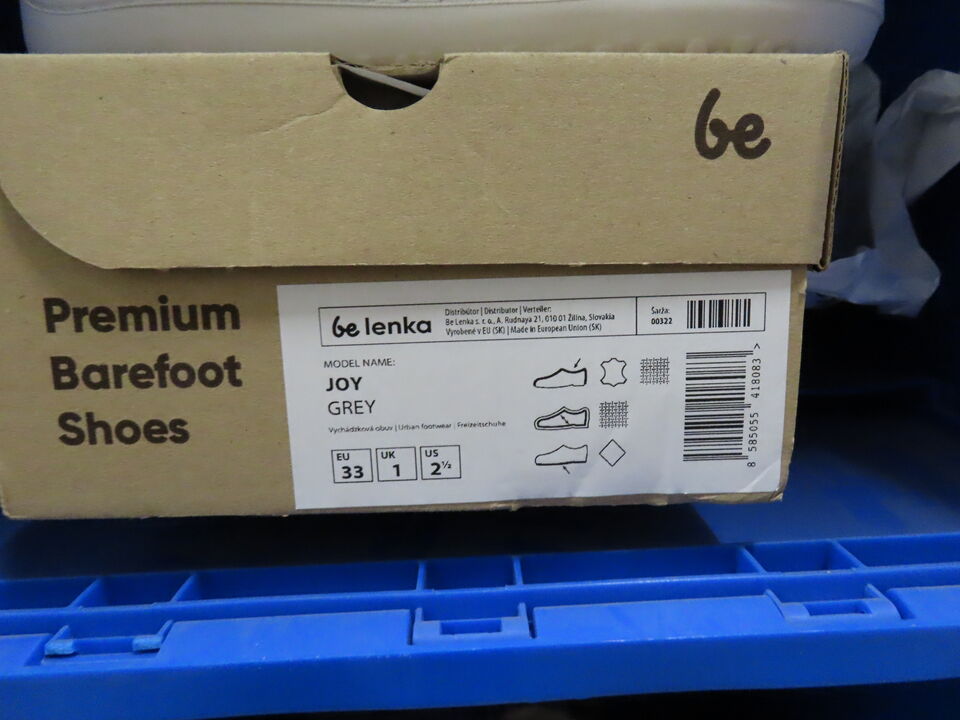 be
Premium
Barefoot
Shoes
be lenka
Distribútor | Distributor | Verteiler:
Be Lenka s. r. o., A. Rudnaya 21, 010 01 Žilina, Slovakia
Vyrobené v EU (SK) | Made in European Union (SK)
Šarža:
00322
MODEL NAME:
JOY
GREY
Vychádzková obuv | Urban footwear | Freizeitschuhe
EU 33 UK 1 US 2½
8 585055 418083 >